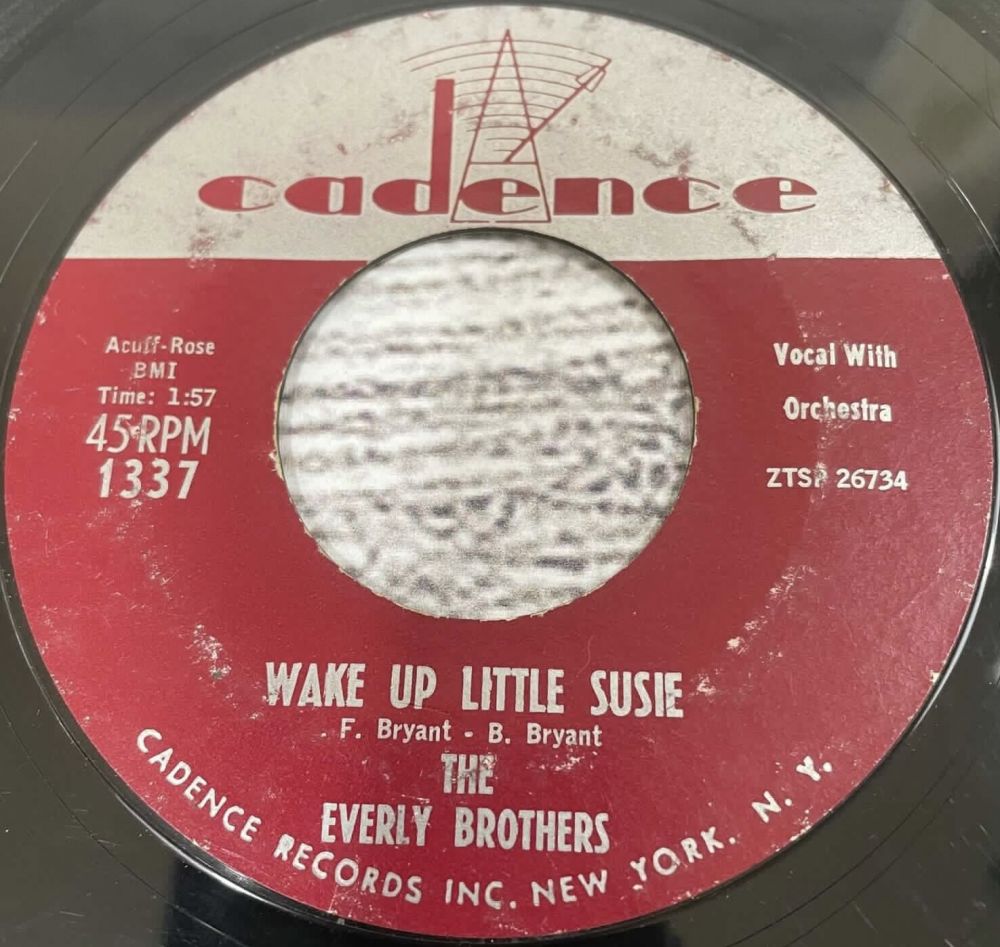 cadence
Acuff-Rose
BMI
Time: 1:57
45 RPM
1337
Vocal With
Orchestra
ZTSP 26734
WAKE UP LITTLE SUSIE
F. Bryant - B. Bryant
THE
EVERLY BROTHERS
CADENCE RECORDS INC. NEW YORK. N. Y.